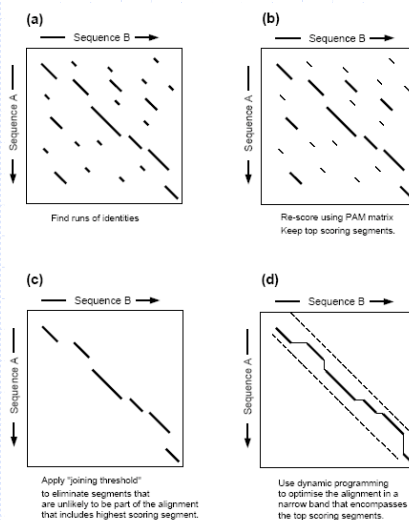 (a)
Sequence B
Sequence A
Find runs of identities
(b)
Sequence B
Sequence A
Re-score using PAM matrix
Keep top scoring segments.
(c)
Sequence B
Sequence A
Apply "joining threshold"
to eliminate segments that
are unlikely to be part of the alignment
that includes highest scoring segment.
(d)
Sequence B
Sequence A
Use dynamic programming
to optimise the alignment in a
narrow band that encompasses
the top scoring segments.